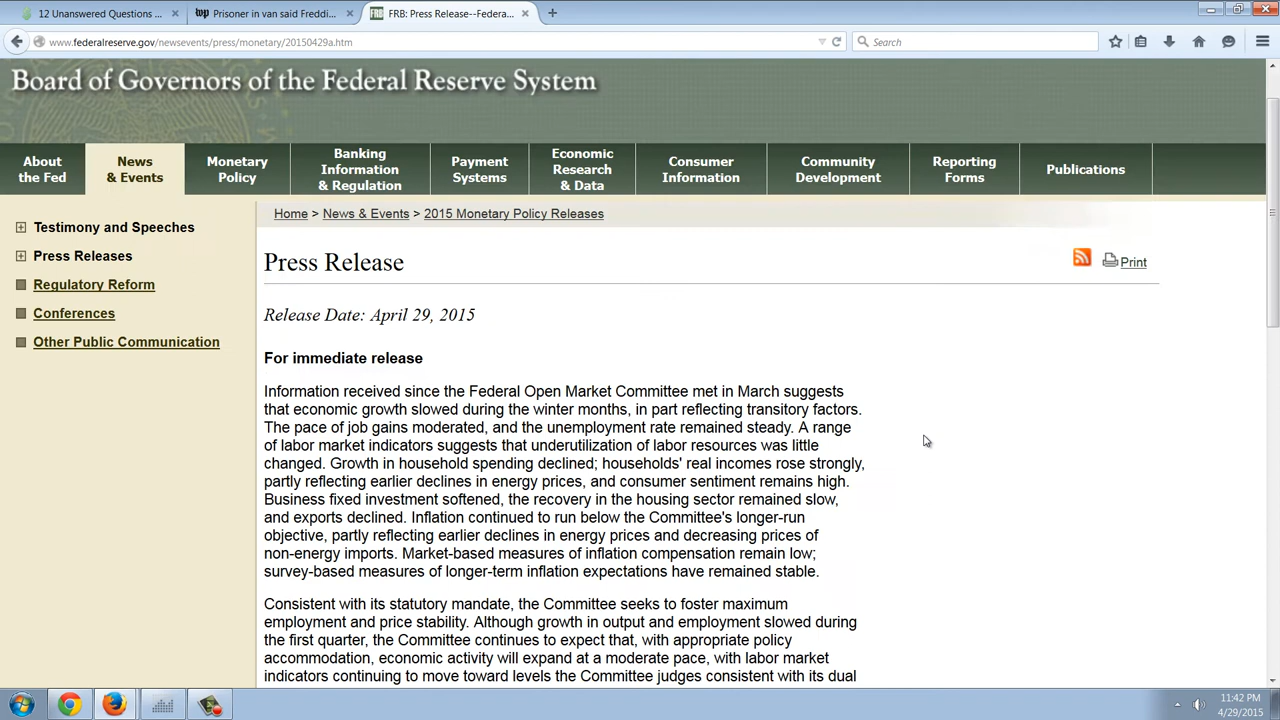 12 Unanswered Questions ...
Prisoner in van said Freddi...
FRB: Press Release--Federa...
www.federalreserve.gov/newsevents/press/monetary/20150429a.htm
Search
Board of Governors of the Federal Reserve System
About
the Fed
News
& Events
Monetary
Policy
Banking
Information
& Regulation
Payment
Systems
Economic
Research
& Data
Consumer
Information
Community
Development
Reporting
Forms
Publications
Testimony and Speeches
Press Releases
Regulatory Reform
Conferences
Other Public Communication
Home > News & Events > 2015 Monetary Policy Releases
Press Release
Print
Release Date: April 29, 2015
For immediate release
Information received since the Federal Open Market Committee met in March suggests
that economic growth slowed during the winter months, in part reflecting transitory factors.
The pace of job gains moderated, and the unemployment rate remained steady. A range
of labor market indicators suggests that underutilization of labor resources was little
changed. Growth in household spending declined; households' real incomes rose strongly,
partly reflecting earlier declines in energy prices, and consumer sentiment remains high.
Business fixed investment softened, the recovery in the housing sector remained slow,
and exports declined. Inflation continued to run below the Committee's longer-run
objective, partly reflecting earlier declines in energy prices and decreasing prices of
non-energy imports. Market-based measures of inflation compensation remain low;
survey-based measures of longer-term inflation expectations have remained stable.
Consistent with its statutory mandate, the Committee seeks to foster maximum
employment and price stability. Although growth in output and employment slowed during
the first quarter, the Committee continues to expect that, with appropriate policy
accommodation, economic activity will expand at a moderate pace, with labor market
indicators continuing to move toward levels the Committee judges consistent with its dual
11:42 PM
4/29/2015